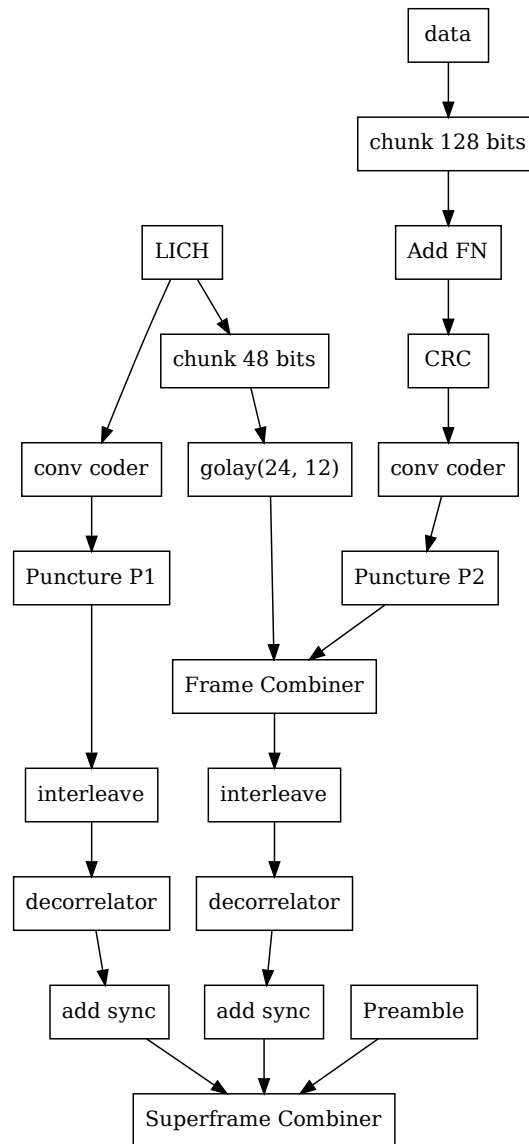 data
chunk 128 bits
LICH
Add FN
chunk 48 bits
CRC
conv coder
golay(24, 12)
conv coder
Puncture P1
Puncture P2
Frame Combiner
interleave
interleave
decorrelator
decorrelator
add sync
add sync
Preamble
Superframe Combiner